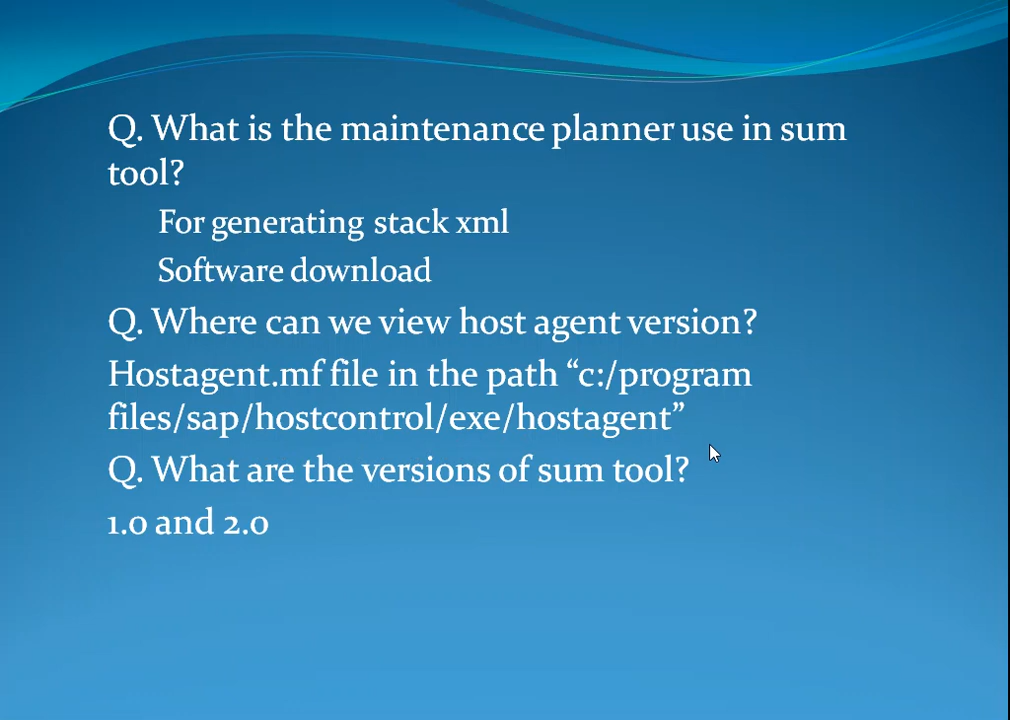 Q. What is the maintenance planner use in sum
tool?
For generating stack xml
Software download
Q. Where can we view host agent version?
Hostagent.mf file in the path “c:/program
files/sap/hostcontrol/exe/hostagent”
Q. What are the versions of sum tool?
1.0 and 2.0